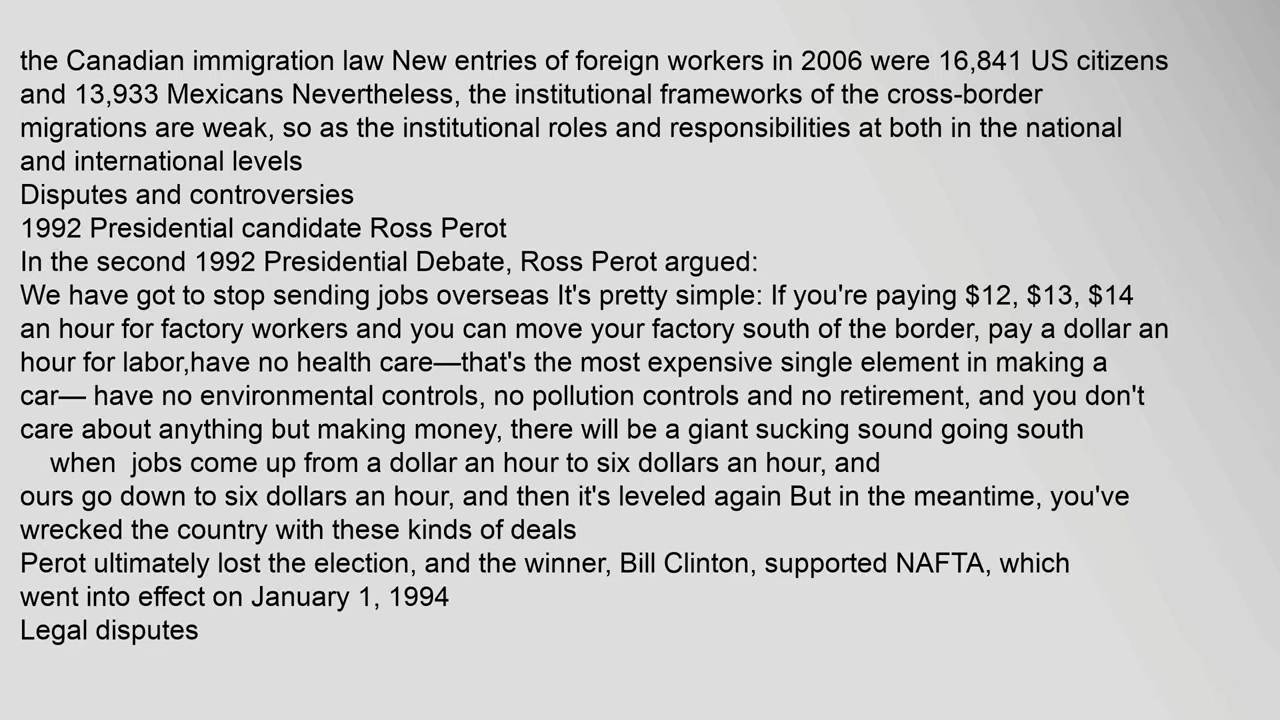 the Canadian immigration law New entries of foreign workers in 2006 were 16,841 US citizens
and 13,933 Mexicans Nevertheless, the institutional frameworks of the cross-border
migrations are weak, so as the institutional roles and responsibilities at both in the national
and international levels
Disputes and controversies
1992 Presidential candidate Ross Perot
In the second 1992 Presidential Debate, Ross Perot argued:
We have got to stop sending jobs overseas It's pretty simple: If you're paying $12, $13, $14
an hour for factory workers and you can move your factory south of the border, pay a dollar an
hour for labor,have no health care—that's the most expensive single element in making a
car— have no environmental controls, no pollution controls and no retirement, and you don't
care about anything but making money, there will be a giant sucking sound going south
when  jobs come up from a dollar an hour to six dollars an hour, and
ours go down to six dollars an hour, and then it's leveled again But in the meantime, you've
wrecked the country with these kinds of deals
Perot ultimately lost the election, and the winner, Bill Clinton, supported NAFTA, which
went into effect on January 1, 1994
Legal disputes